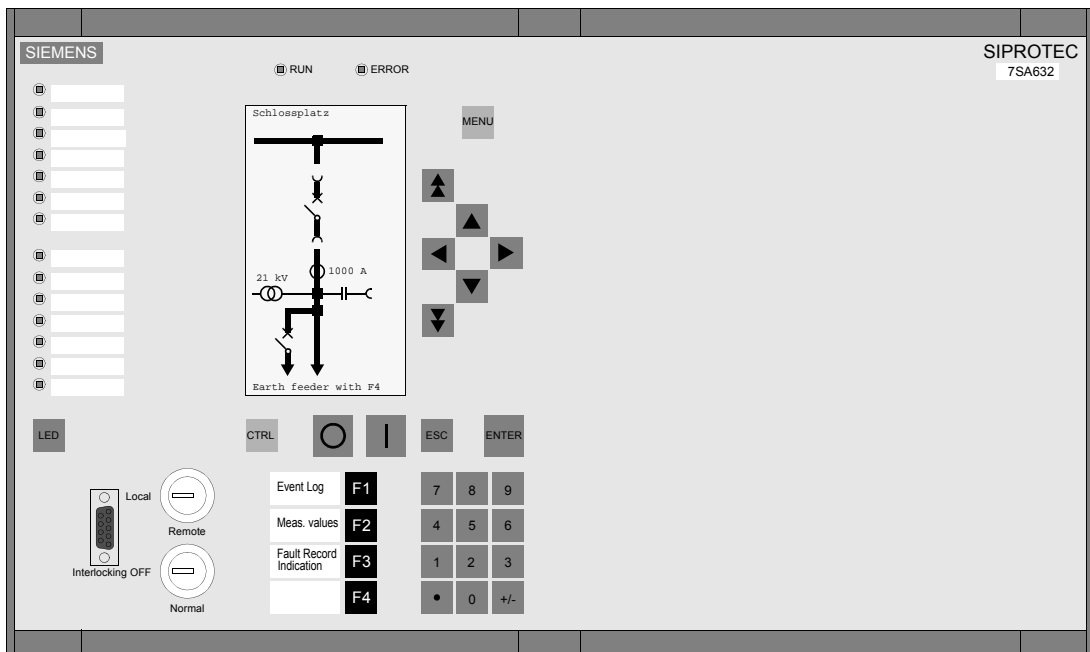 SIEMENS
SIPROTEC
7SA632
RUN
ERROR
Schlossplatz
MENU
21 kV
1000 A
Earth feeder with F4
LED
CTRL
ESC
ENTER
Local
Remote
Interlocking OFF
Normal
Event Log
F1
Meas. values
F2
Fault Record
Indication
F3
F4
7 8 9
4 5 6
1 2 3
• 0 +/-